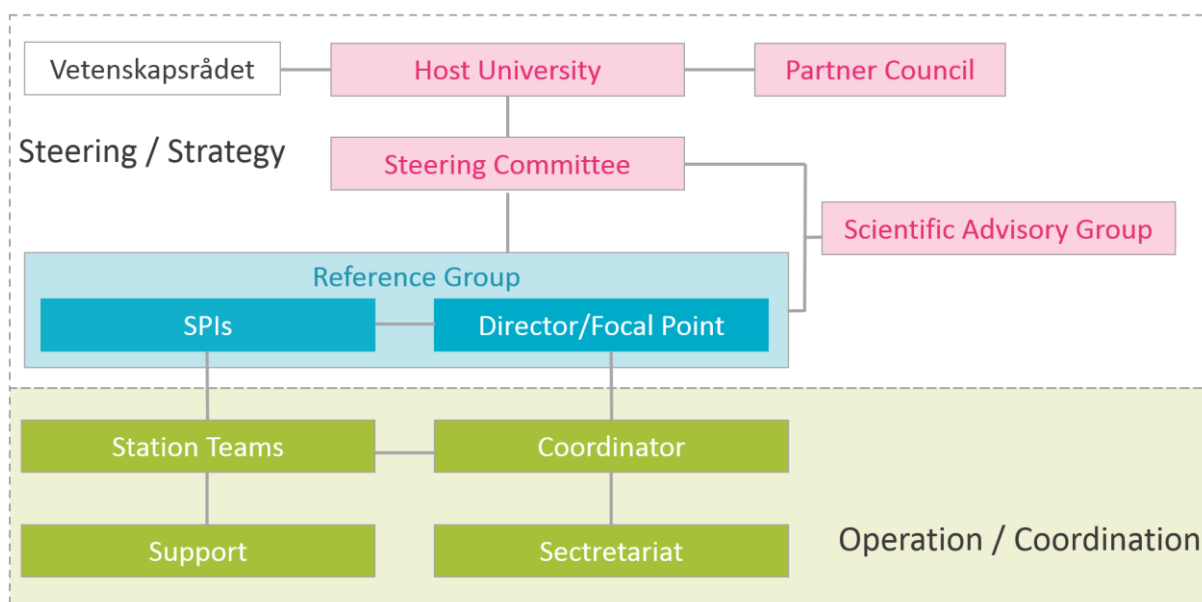 Vetenskapsrådet
Host University
Partner Council
Steering / Strategy
Steering Committee
Scientific Advisory Group
Reference Group
SPIs
Director/Focal Point
Station Teams
Coordinator
Support
Sectretariat
Operation / Coordination